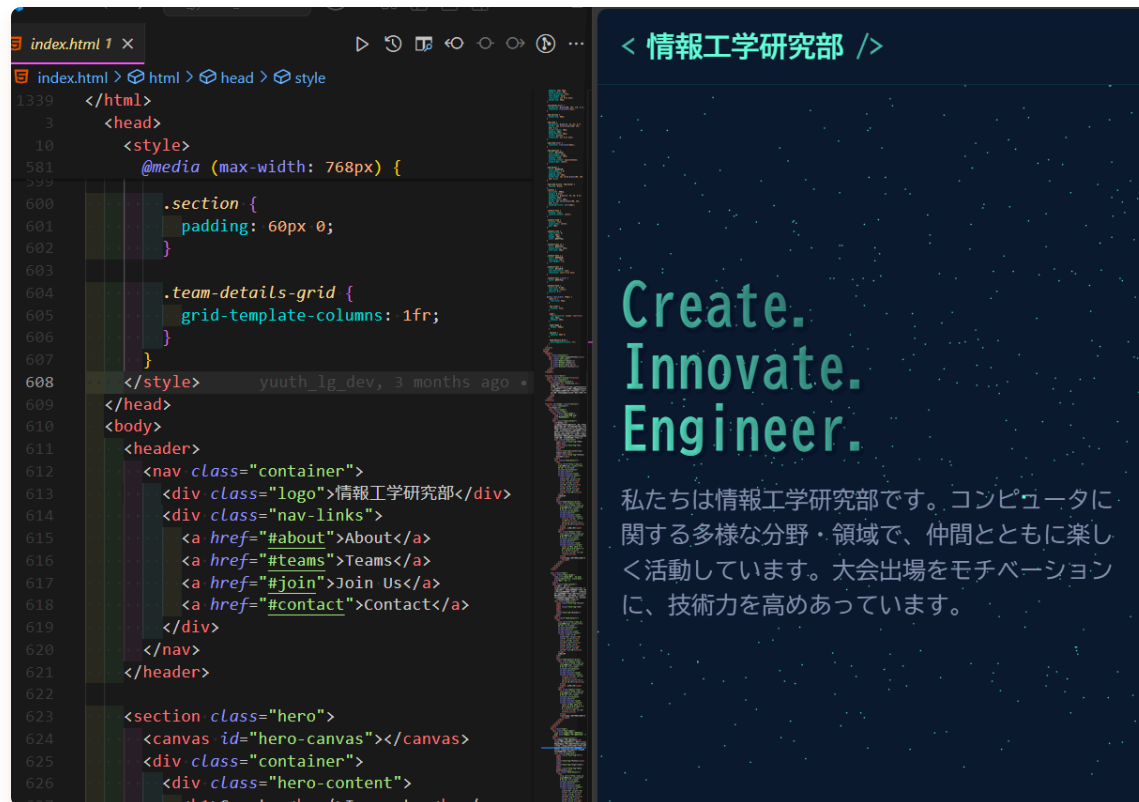 index.html 1
index.html > html > head > style
1339 </html>
3 <head>
10 <style>
581 @media (max-width: 768px) {
599
600 .section {
601 padding: 60px 0;
602 }
603
604 .team-details-grid {
605 grid-template-columns: 1fr;
606 }
607 }
608 </style> yuuth_lg_dev, 3 months ago •
609 </head>
610 <body>
611 <header>
612 <nav class="container">
613 <div class="logo">情報工学研究部</div>
614 <div class="nav-links">
615 <a href="#about">About</a>
616 <a href="#teams">Teams</a>
617 <a href="#join">Join Us</a>
618 <a href="#contact">Contact</a>
619 </div>
620 </nav>
621 </header>
622
623 <section class="hero">
624 <canvas id="hero-canvas"></canvas>
625 <div class="container">
626 <div class="hero-content">
< 情報工学研究部 />
Create.
Innovate.
Engineer.
私たちは情報工学研究部です。コンピュータに
関する多様な分野・領域で、仲間とともに楽し
く活動しています。大会出場をモチベーション
に、技術力を高めあっています。